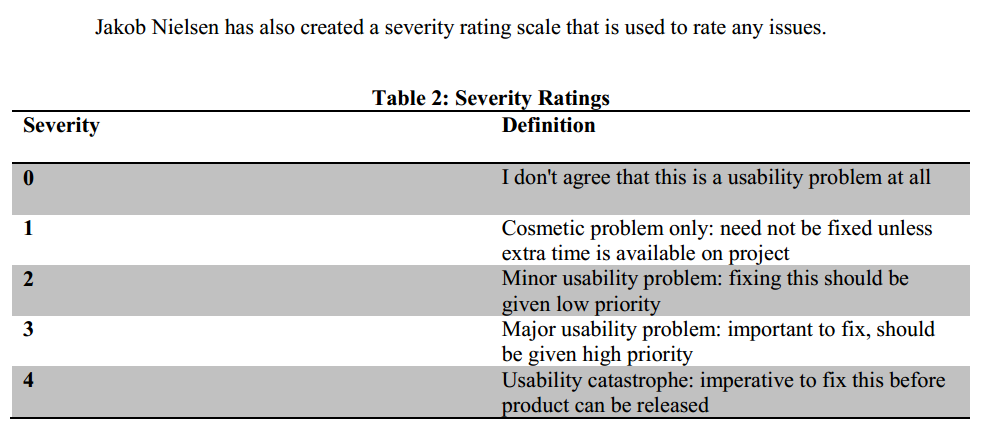 Jakob Nielsen has also created a severity rating scale that is used to rate any issues.
Table 2: Severity Ratings
Severity Definition
0 I don't agree that this is a usability problem at all
1 Cosmetic problem only: need not be fixed unless
extra time is available on project
2 Minor usability problem: fixing this should be
given low priority
3 Major usability problem: important to fix, should
be given high priority
4 Usability catastrophe: imperative to fix this before
product can be released